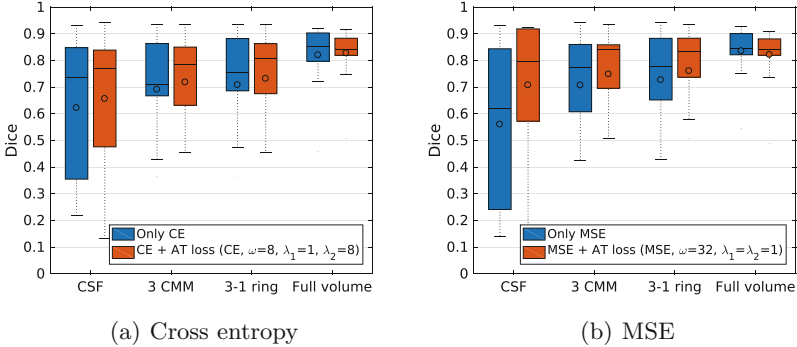 1
0.9
0.8
0.7
0.6
0.5
0.4
0.3
0.2
0.1
0
Dice
Only CE
CE + AT loss (CE, ω=8, λ1=1, λ2=8)
CSF 3 CMM 3-1 ring Full volume
(a) Cross entropy
1
0.9
0.8
0.7
0.6
0.5
0.4
0.3
0.2
0.1
0
Dice
Only MSE
MSE + AT loss (MSE, ω=32, λ1=λ2=1)
CSF 3 CMM 3-1 ring Full volume
(b) MSE